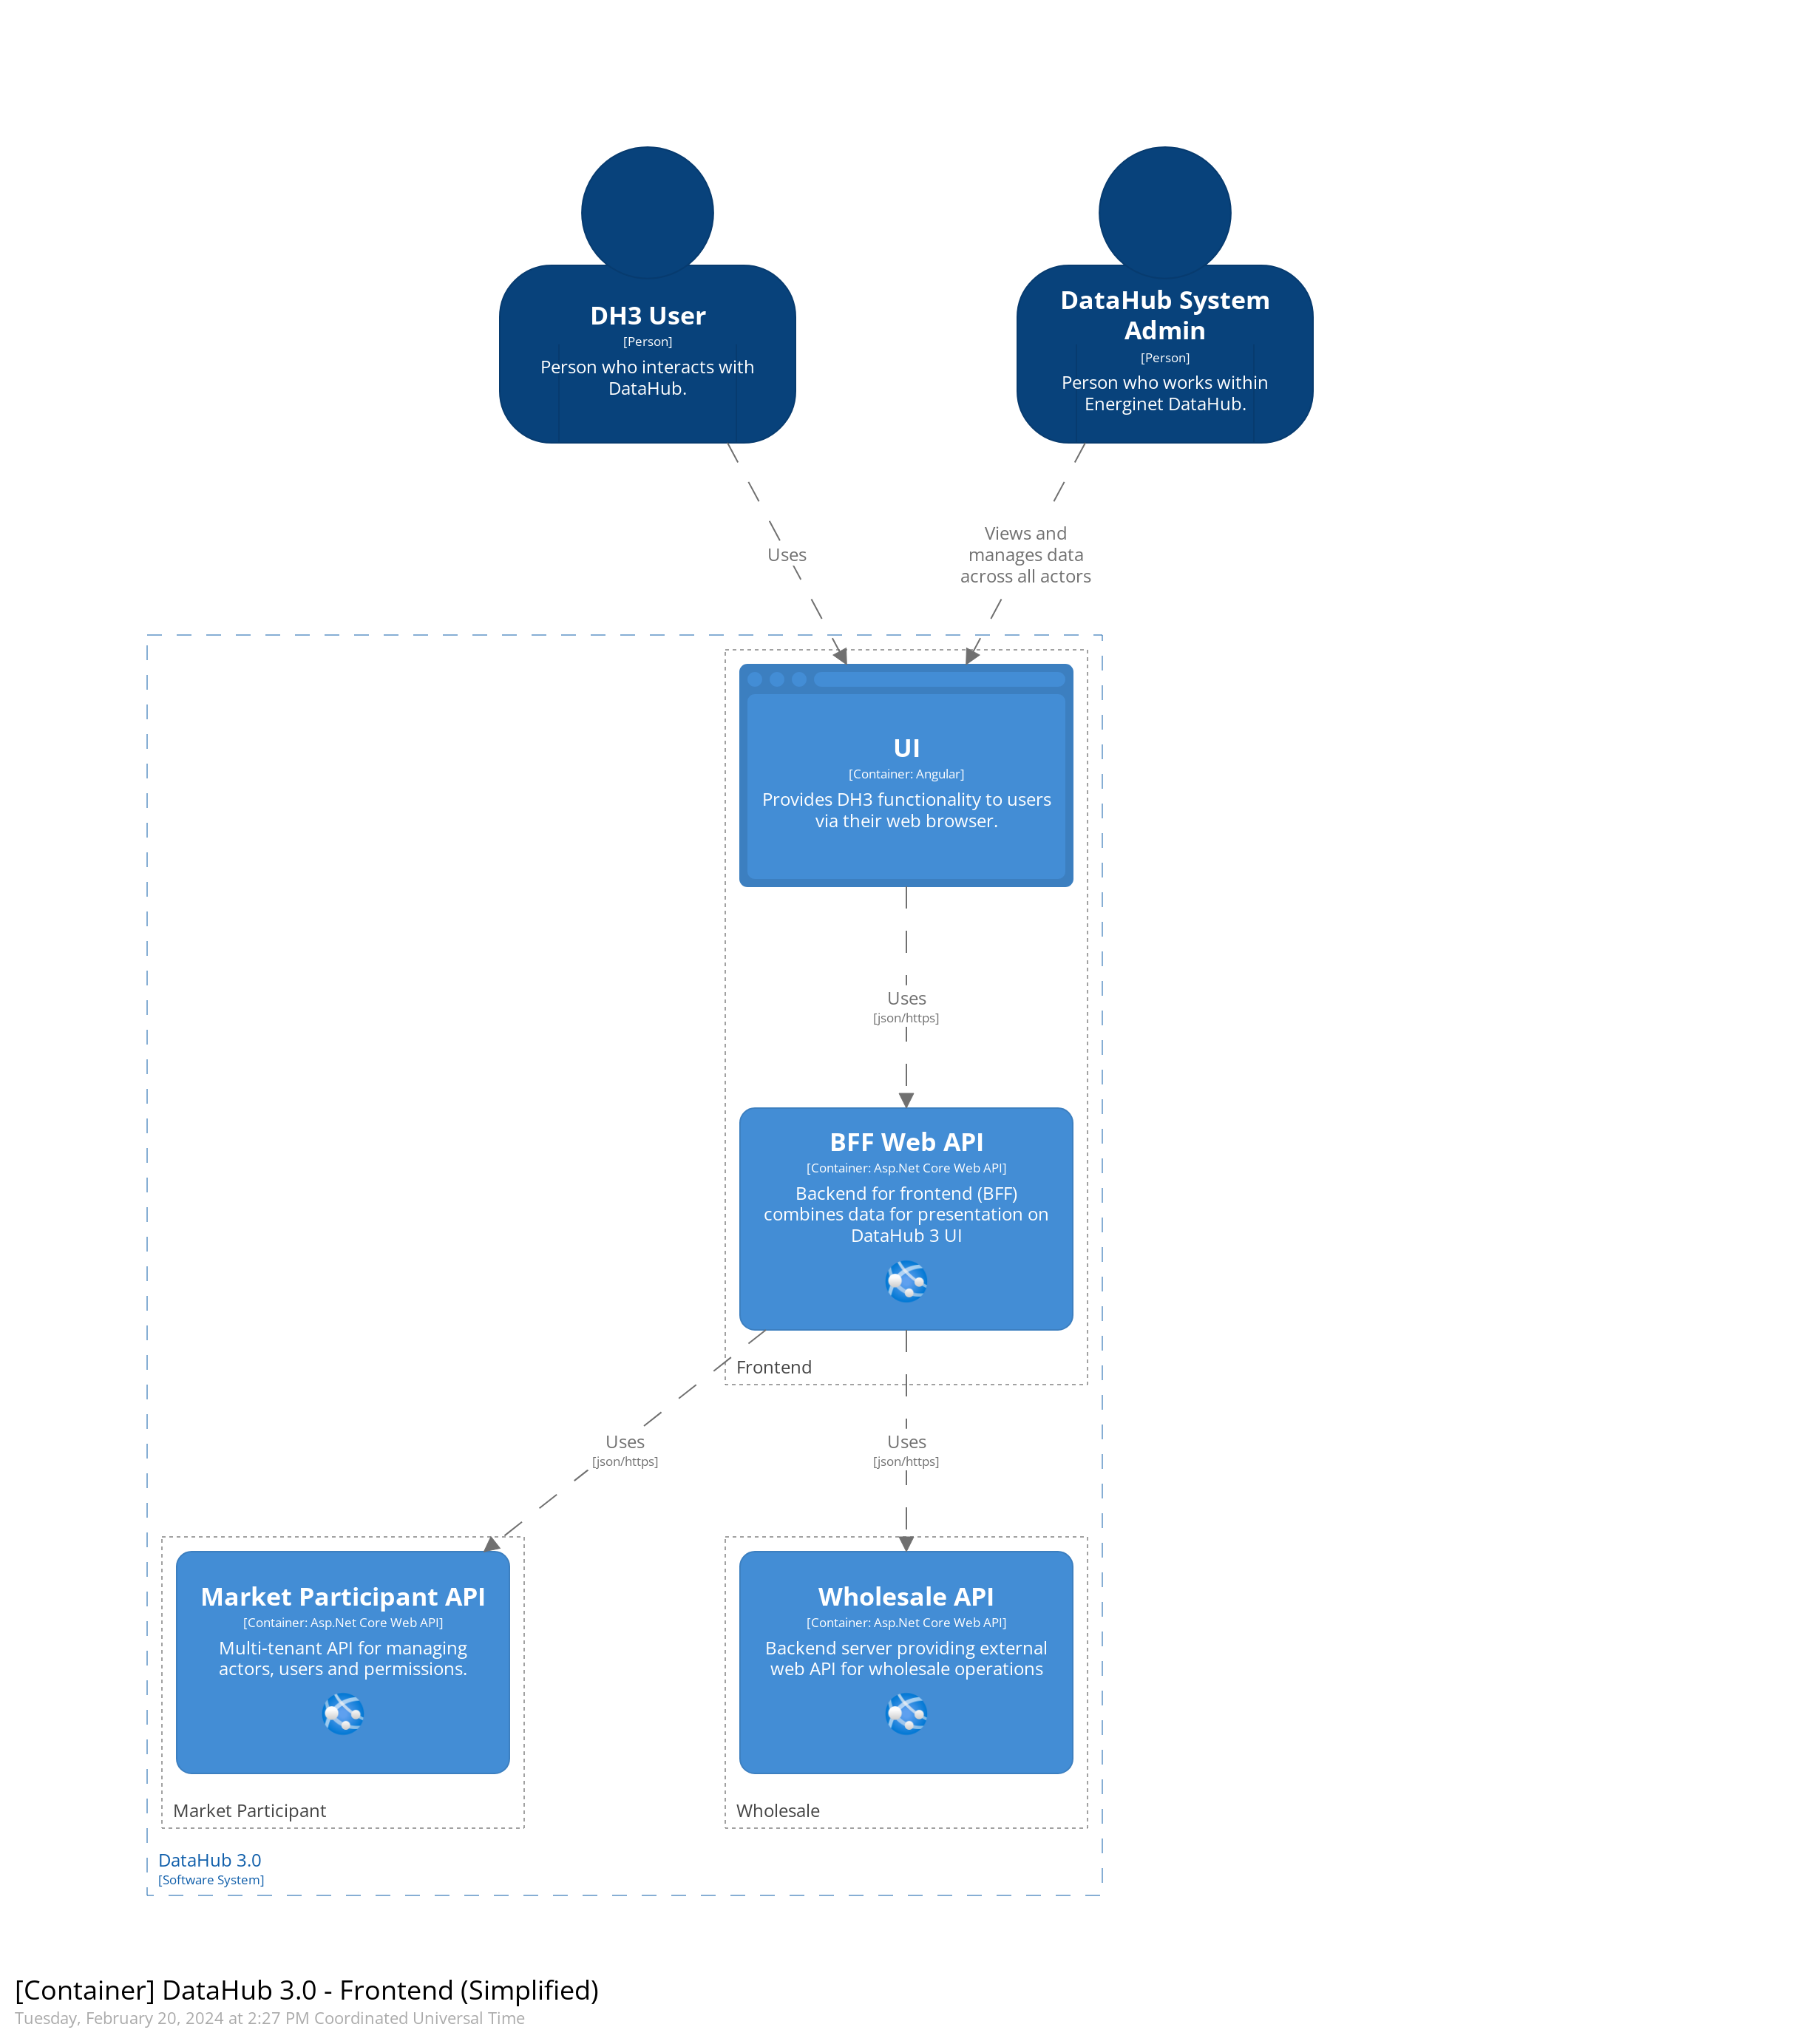 DH3 User
[Person]
Person who interacts with
DataHub.
DataHub System
Admin
[Person]
Person who works within
Energinet DataHub.
Uses
Views and
manages data
across all actors
UI
[Container: Angular]
Provides DH3 functionality to users
via their web browser.
Uses
[json/https]
BFF Web API
[Container: Asp.Net Core Web API]
Backend for frontend (BFF)
combines data for presentation on
DataHub 3 UI
Frontend
Uses
[json/https]
Uses
[json/https]
Market Participant API
[Container: Asp.Net Core Web API]
Multi-tenant API for managing
actors, users and permissions.
Market Participant
Wholesale API
[Container: Asp.Net Core Web API]
Backend server providing external
web API for wholesale operations
Wholesale
DataHub 3.0
[Software System]
[Container] DataHub 3.0 - Frontend (Simplified)
Tuesday, February 20, 2024 at 2:27 PM Coordinated Universal Time